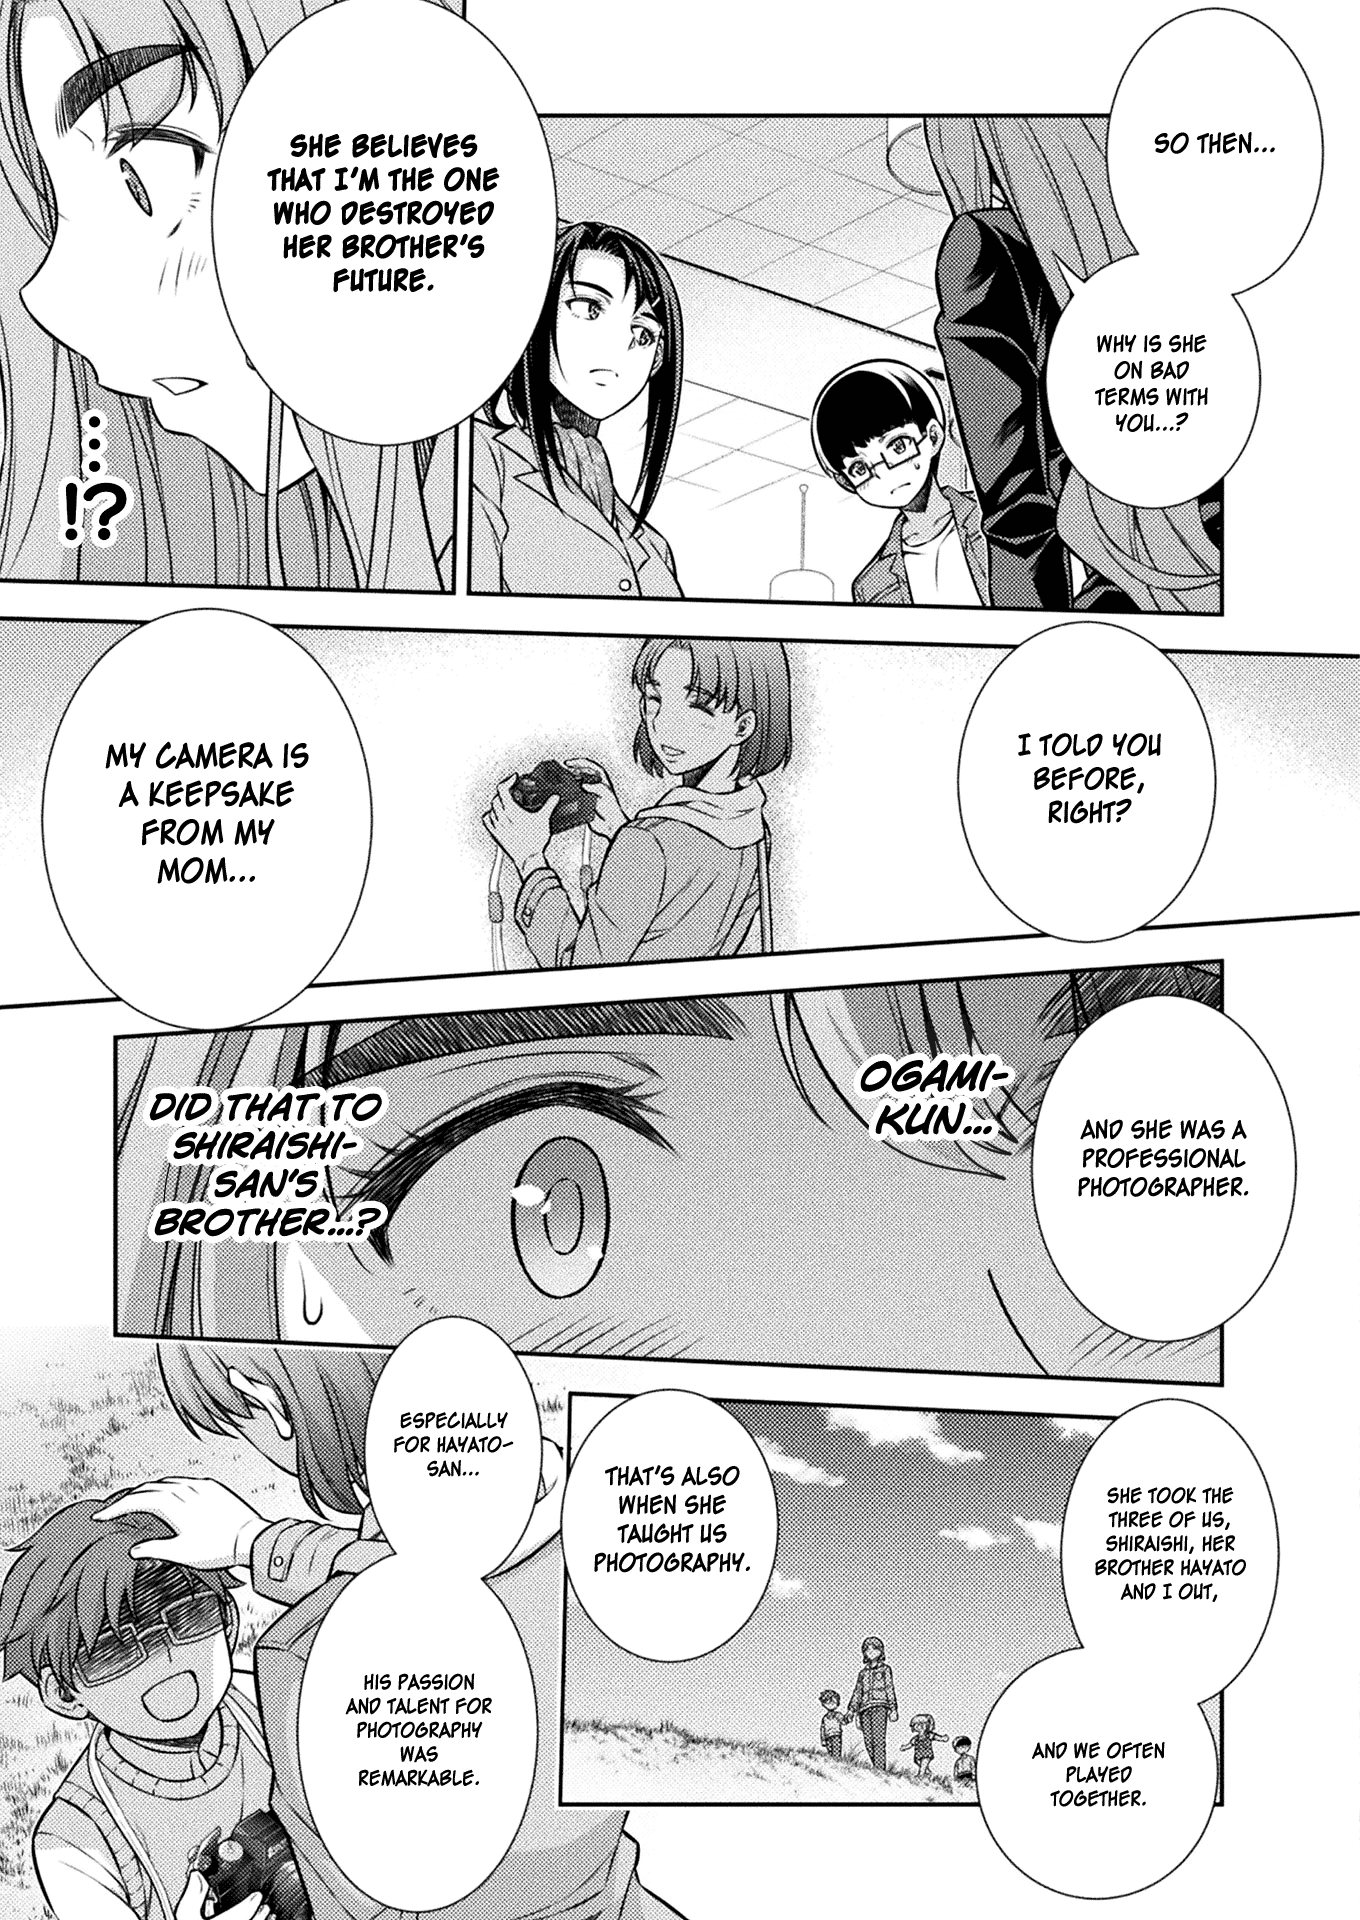 SO THEN...
WHY IS SHE
ON BAD
TERMS WITH
YOU...?
SHE BELIEVES
THAT I'M THE ONE
WHO DESTROYED
HER BROTHER'S
FUTURE.
...!?
I TOLD YOU
BEFORE,
RIGHT?
MY CAMERA IS
A KEEPSAKE
FROM MY
MOM...
AND SHE WAS A
PROFESSIONAL
PHOTOGRAPHER.
OGAMI-
KUN...
DID THAT TO
SHIRAISHI-
SAN'S
BROTHER...?
SHE TOOK THE
THREE OF US,
SHIRAISHI, HER
BROTHER HAYATO
AND I OUT,
AND WE OFTEN
PLAYED
TOGETHER.
THAT'S ALSO
WHEN SHE
TAUGHT US
PHOTOGRAPHY.
ESPECIALLY
FOR HAYATO-
SAN...
HIS PASSION
AND TALENT FOR
PHOTOGRAPHY
WAS
REMARKABLE.